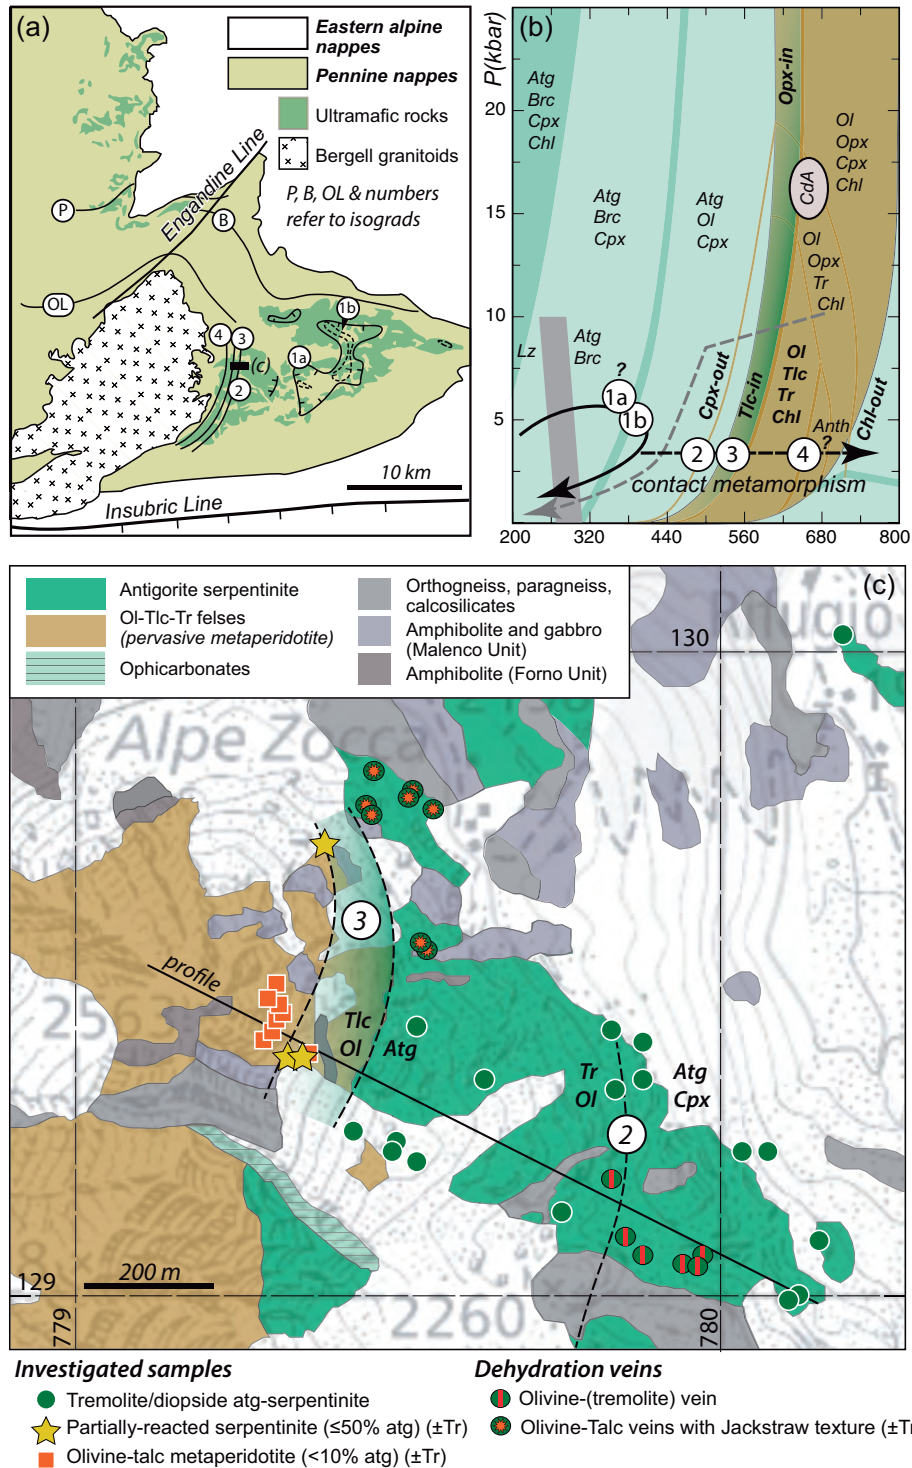 (a)
Eastern alpine
nappes
Pennine nappes
Ultramafic rocks
Bergell granitoids
P, B, OL & numbers
refer to isograds
Engandine Line
P
B
OL
4
3
(c)
2
1a
1b
10 km
Insubric Line
(b)
P(kbar)
20
15
10
5
200
320
440
560
680
800
Atg
Brc
Cpx
Chl
Atg
Brc
Cpx
Atg
Ol
Cpx
Opx-in
Ol
Opx
Cpx
Chl
CdA
Ol
Opx
Tr
Chl
Lz
Atg
Brc
?
1a
1b
Cpx-out
Tlc-in
Ol
Tlc
Tr
Chl
Anth
?
Chl-out
2
3
4
contact metamorphism
(c)
Antigorite serpentinite
Ol-Tlc-Tr felses
(pervasive metaperidotite)
Ophicarbonates
Orthogneiss, paragneiss,
calcosilicates
Amphibolite and gabbro
(Malenco Unit)
Amphibolite (Forno Unit)
130
Alpe Zocca
3
profile
256
Tlc
Ol
Atg
Tr
Ol
Atg
Cpx
2
200 m
129
779
2260
780
Investigated samples
Tremolite/diopside atg-serpentinite
Partially-reacted serpentinite (≤50% atg) (±Tr)
Olivine-talc metaperidotite (<10% atg) (±Tr)
Dehydration veins
Olivine-(tremolite) vein
Olivine-Talc veins with Jackstraw texture (±Tr